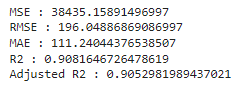 MSE : 38435.15891496997
RMSE : 196.04886869086997
MAE : 111.24044376538507
R2 : 0.9081646726478619
Adjusted R2 : 0.9052981989437021